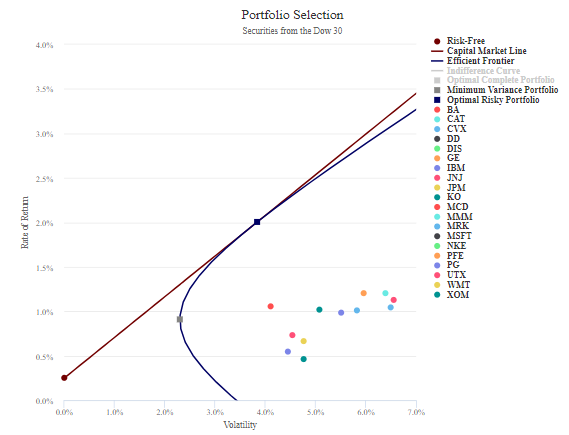 Portfolio Selection
Securities from the Dow 30
4.0%
3.5%
3.0%
2.5%
2.0%
1.5%
1.0%
0.5%
0.0%
Rate of Return
0.0%
1.0%
2.0%
3.0%
4.0%
5.0%
6.0%
7.0%
Volatility
Risk-Free
Capital Market Line
Efficient Frontier
Indifference Curve
Optimal Complete Portfolio
Minimum Variance Portfolio
Optimal Risky Portfolio
BA
CAT
CVX
DD
DIS
GE
IBM
JNJ
JPM
KO
MCD
MMM
MRK
MSFT
NKE
PFE
PG
UTX
WMT
XOM